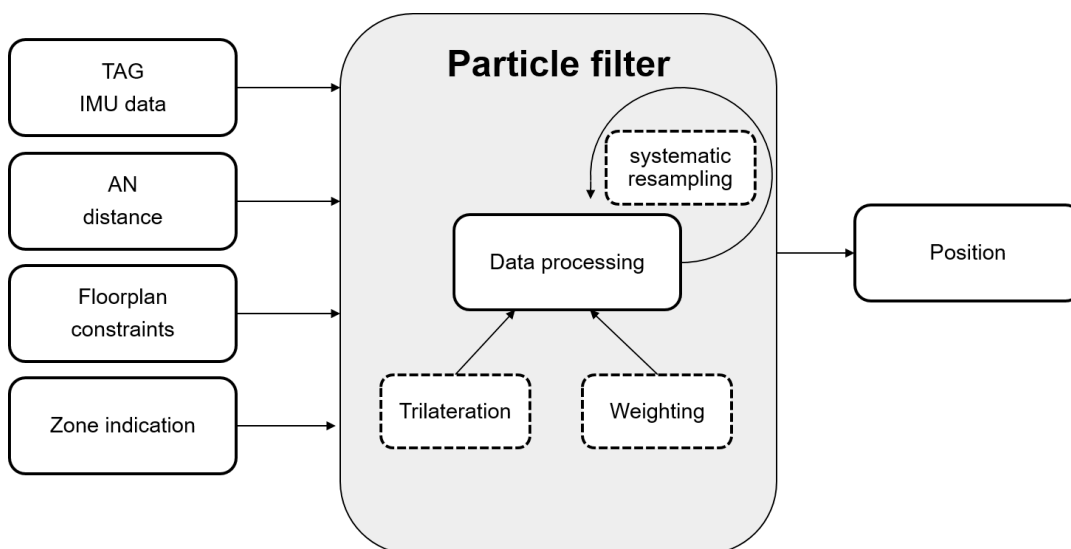 TAG
IMU data
AN
distance
Floorplan
constraints
Zone indication
Particle filter
systematic
resampling
Data processing
Trilateration
Weighting
Position